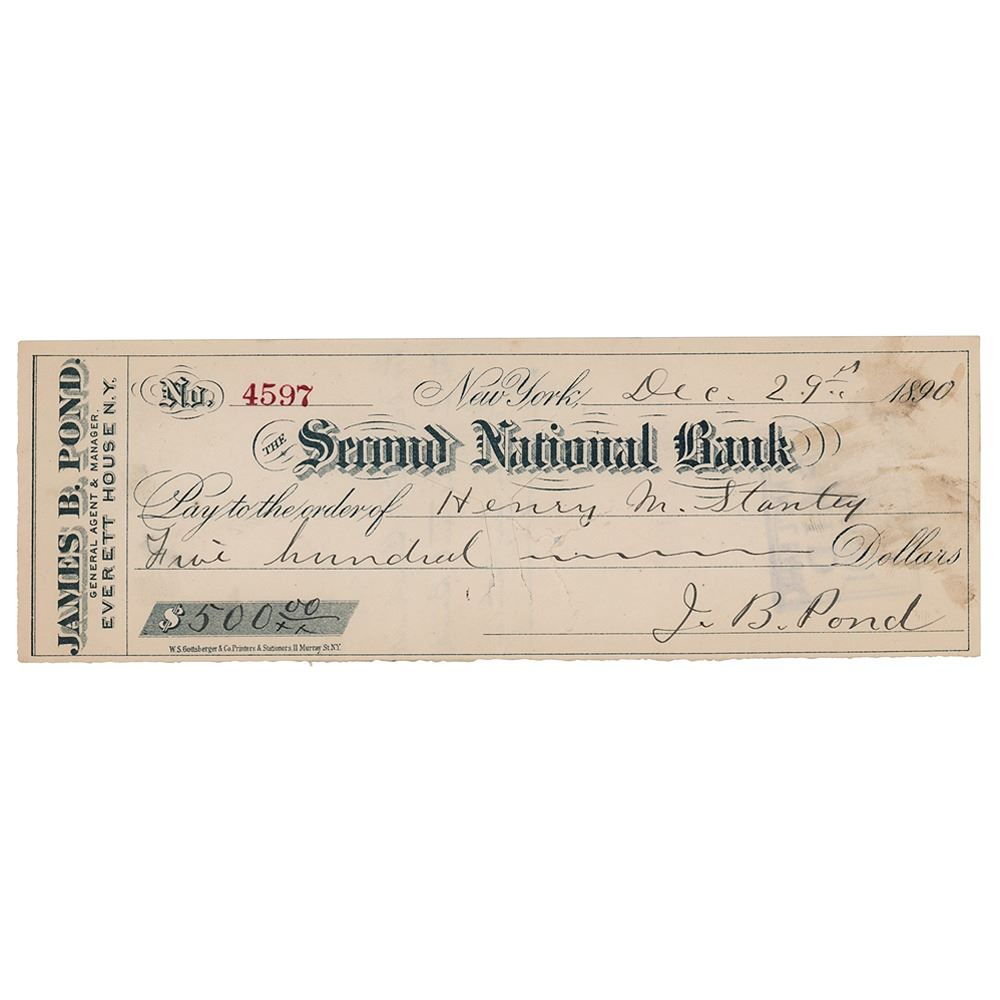 JAMES B. POND.
GENERAL AGENT & MANAGER,
EVERETT HOUSE N.Y.
No. 4597 New York, Dec. 29th 1890
THE Second National Bank
Pay to the order of Henry M. Stanley
Five hundred Dollars
$500 00/xx
J. B. Pond
W. S. Gottsberger & Co. Printers & Stationers, 11 Murray St. N.Y.